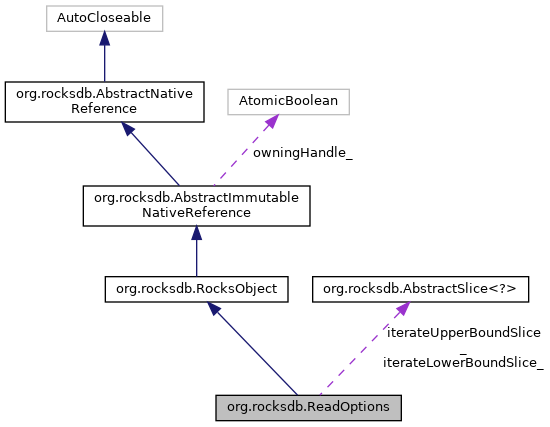 AutoCloseable
org.rocksdb.AbstractNative
Reference
AtomicBoolean
owningHandle_
org.rocksdb.AbstractImmutable
NativeReference
org.rocksdb.RocksObject
org.rocksdb.AbstractSlice<?>
iterateUpperBoundSlice
_
iterateLowerBoundSlice_
org.rocksdb.ReadOptions